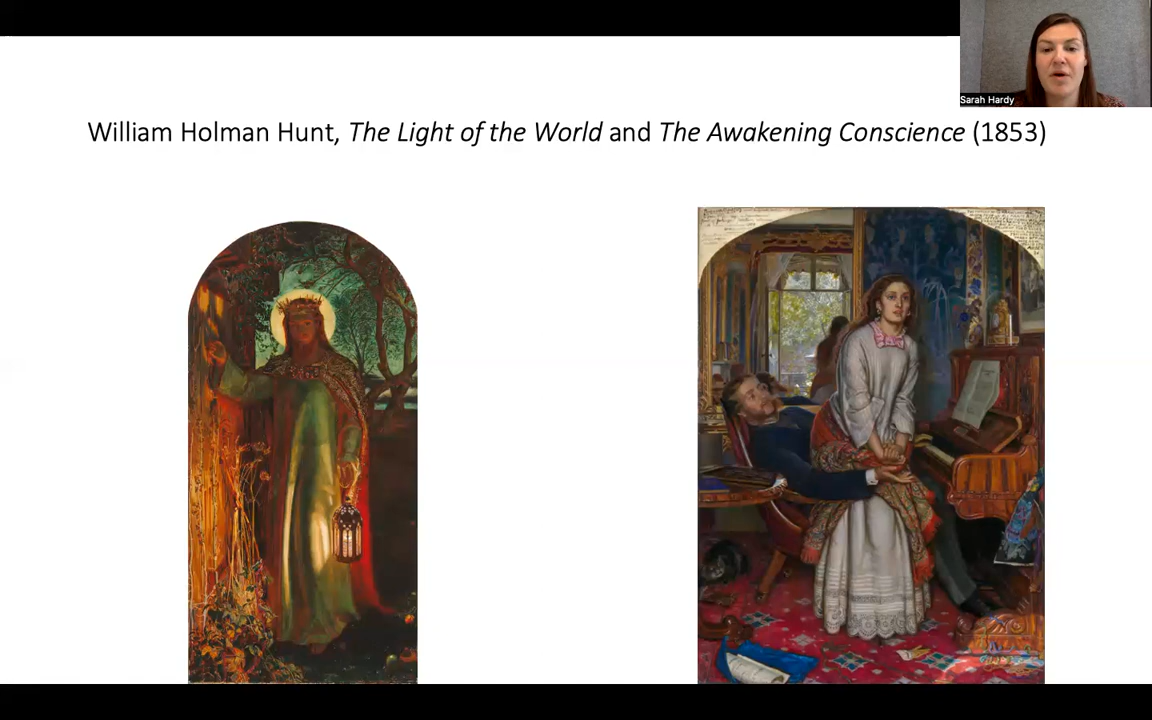 Sarah Hardy
William Holman Hunt, The Light of the World and The Awakening Conscience (1853)